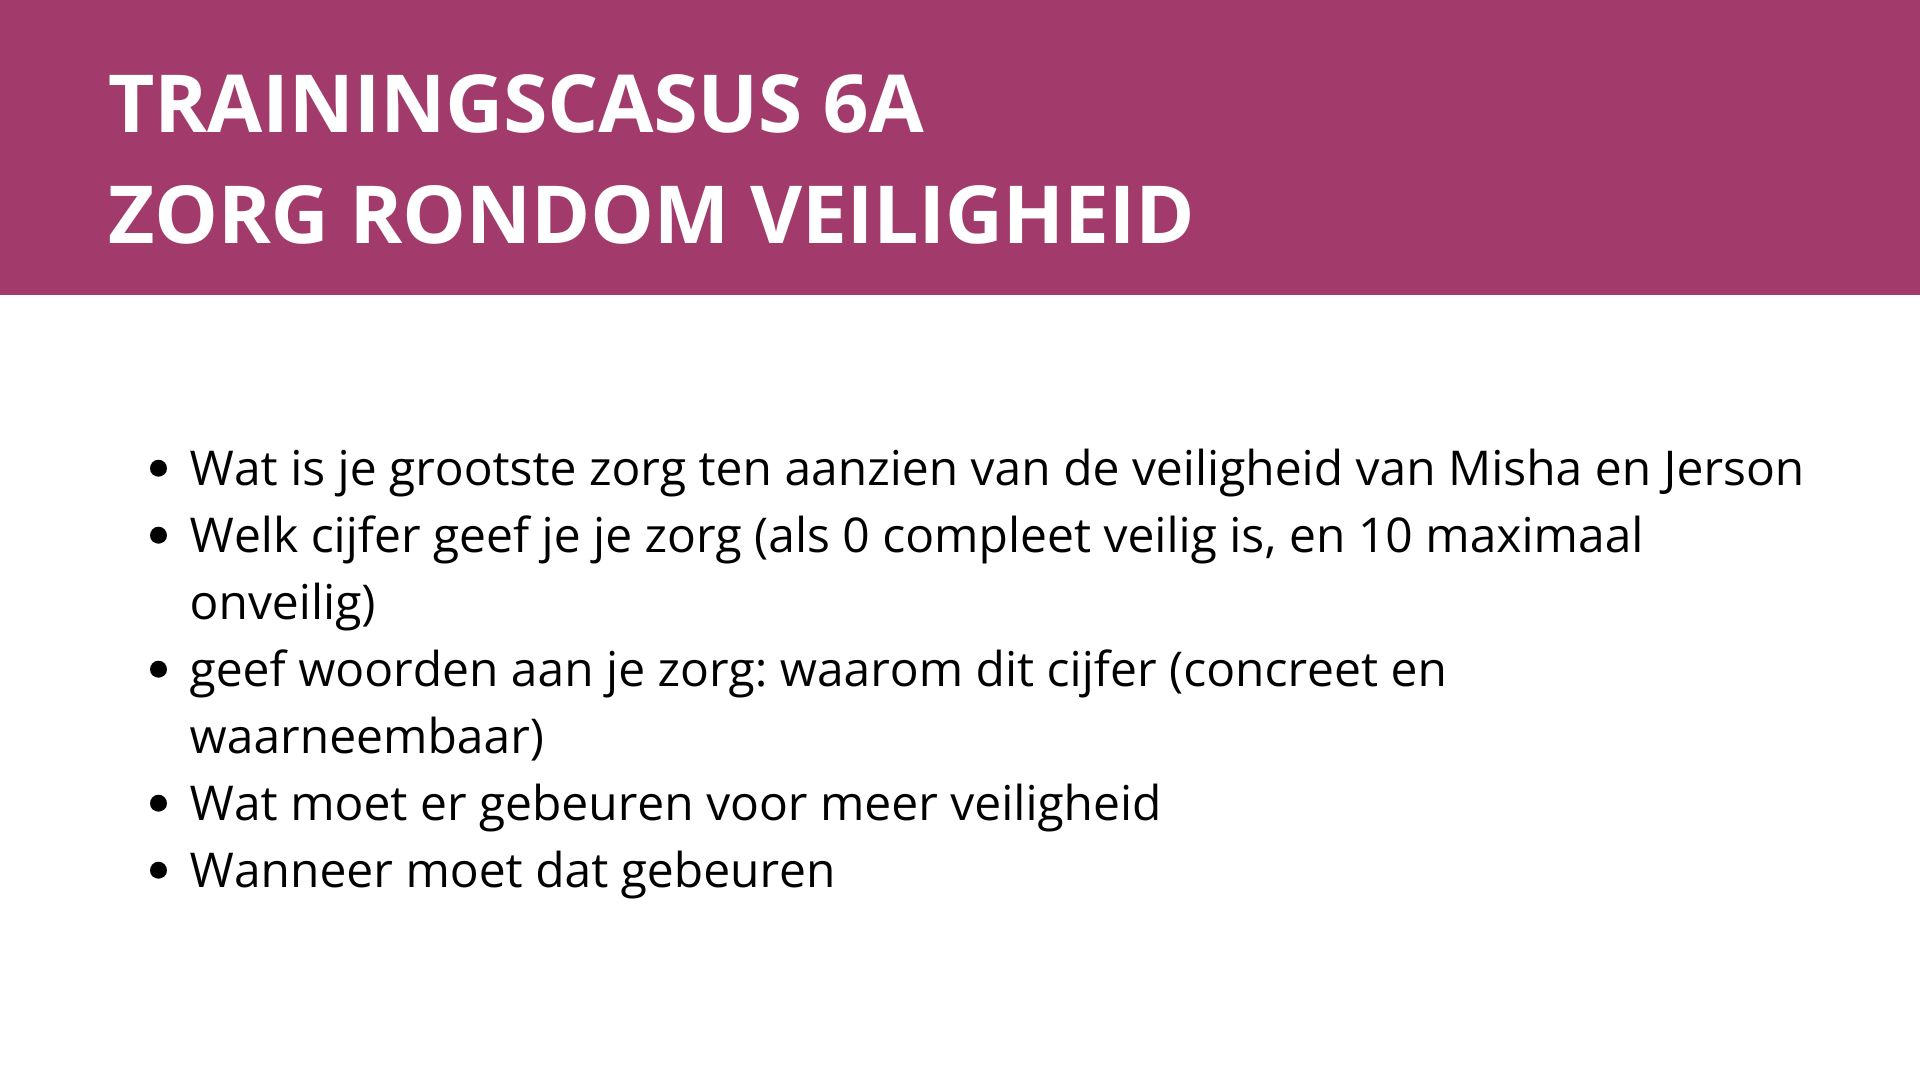 TRAININGSCASUS 6A
ZORG RONDOM VEILIGHEID
• Wat is je grootste zorg ten aanzien van de veiligheid van Misha en Jerson
• Welk cijfer geef je je zorg (als 0 compleet veilig is, en 10 maximaal
onveilig)
• geef woorden aan je zorg: waarom dit cijfer (concreet en
waarneembaar)
• Wat moet er gebeuren voor meer veiligheid
• Wanneer moet dat gebeuren